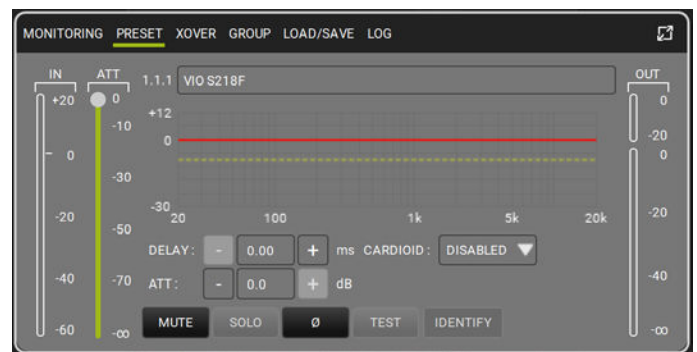 MONITORING PRESET XOVER GROUP LOAD/SAVE LOG
IN ATT 1.1.1 VIO S218F OUT
+20 0 +12 0
-10 0 -20
0 0
-30
-30
-20 20 100 1k 5k 20k -20
-50
DELAY: - 0.00 + ms CARDIOID: DISABLED
-40 -70 ATT: - 0.0 + dB -40
-60 -∞ MUTE SOLO Ø TEST IDENTIFY -∞